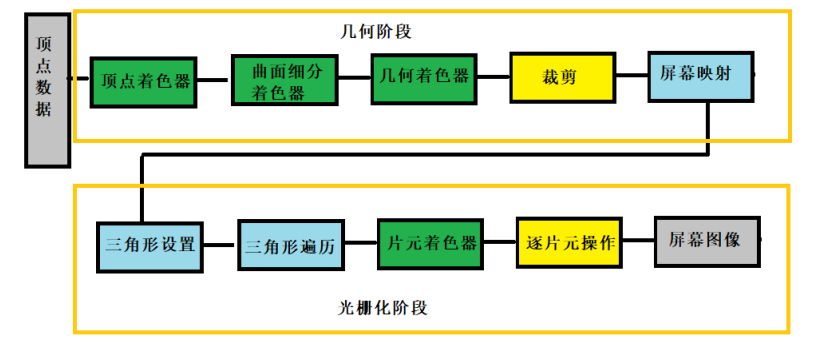 几何阶段
顶
点
数
据
顶点着色器
曲面细分
着色器
几何着色器
裁剪
屏幕映射
三角形设置
三角形遍历
片元着色器
逐片元操作
屏幕图像
光栅化阶段